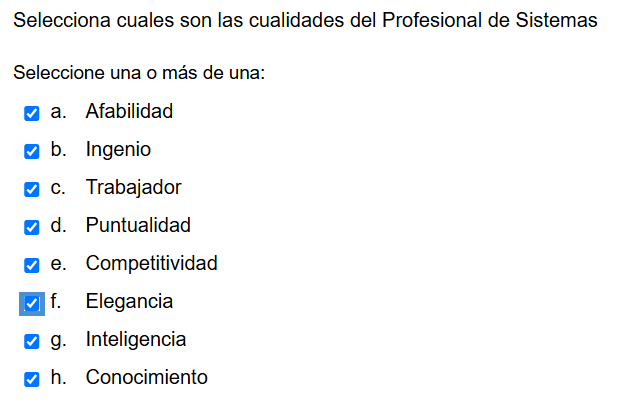 Selecciona cuales son las cualidades del Profesional de Sistemas
Seleccione una o más de una:
a. Afabilidad
b. Ingenio
c. Trabajador
d. Puntualidad
e. Competitividad
f. Elegancia
g. Inteligencia
h. Conocimiento